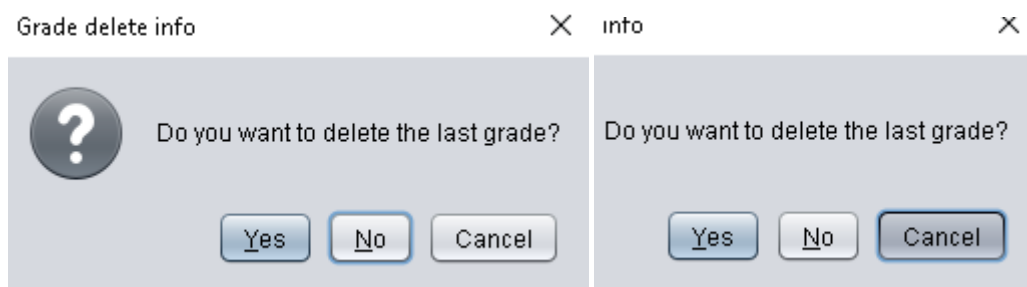 Grade delete info
Do you want to delete the last grade?
Yes No Cancel
info
Do you want to delete the last grade?
Yes No Cancel